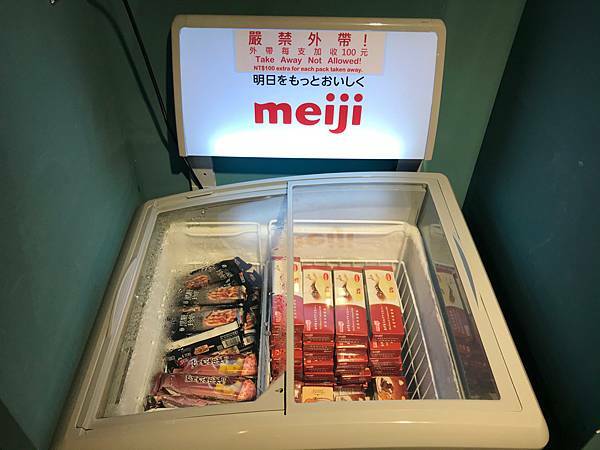 嚴禁外帶！
外帶每支加收100元
Take Away Not Allowed!
NT$100 extra for each pack taken away.
明日をもっとおいしく
meiji
meiji